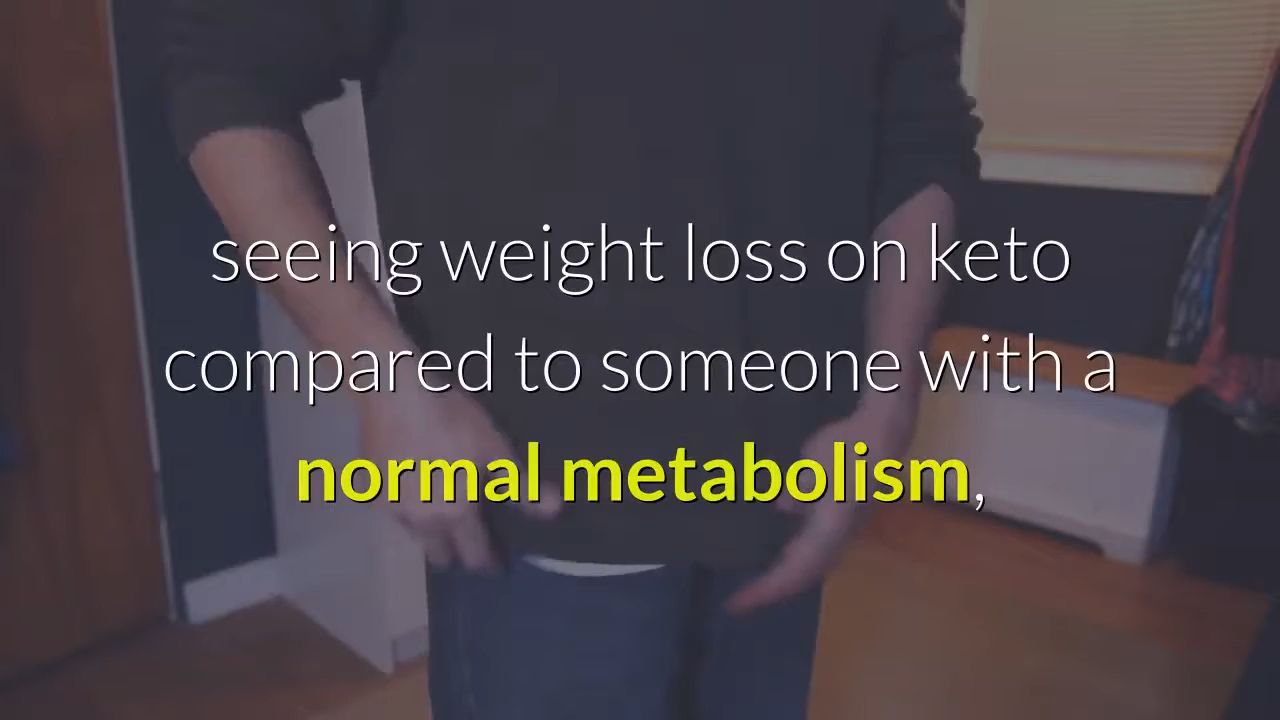 seeing weight loss on keto
compared to someone with a
normal metabolism,